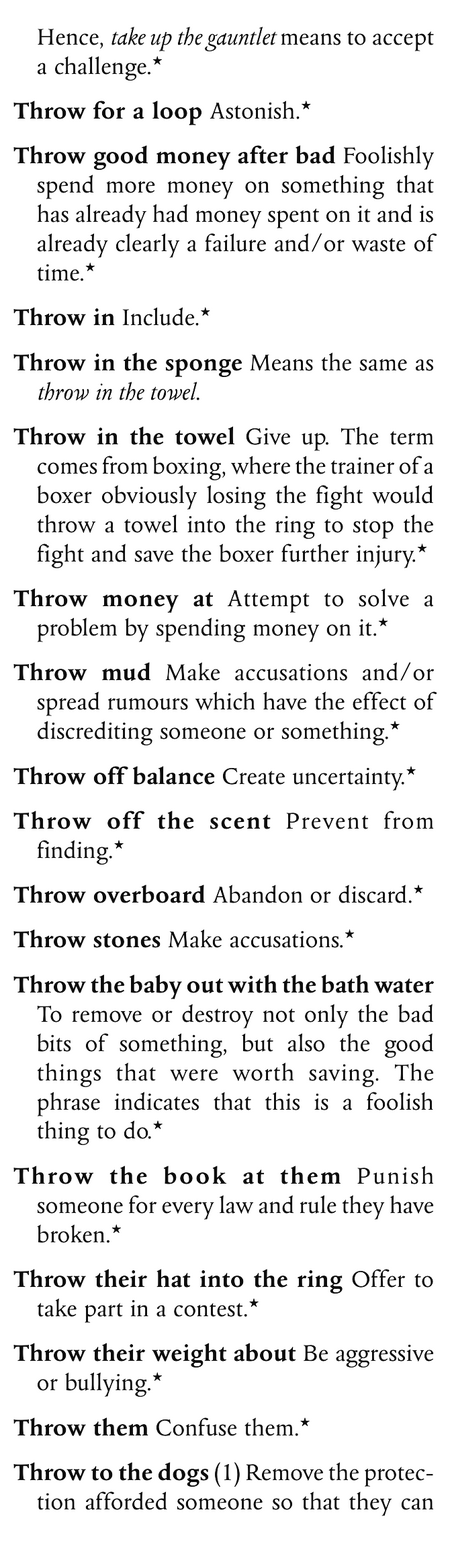 Hence, take up the gauntlet means to accept
a challenge.★
Throw for a loop Astonish.★
Throw good money after bad Foolishly
spend more money on something that
has already had money spent on it and is
already clearly a failure and/or waste of
time.★
Throw in Include.★
Throw in the sponge Means the same as
throw in the towel.
Throw in the towel Give up. The term
comes from boxing, where the trainer of a
boxer obviously losing the fight would
throw a towel into the ring to stop the
fight and save the boxer further injury.★
Throw money at Attempt to solve a
problem by spending money on it.★
Throw mud Make accusations and/or
spread rumours which have the effect of
discrediting someone or something.★
Throw off balance Create uncertainty.★
Throw off the scent Prevent from
finding.★
Throw overboard Abandon or discard.★
Throw stones Make accusations.★
Throw the baby out with the bath water
To remove or destroy not only the bad
bits of something, but also the good
things that were worth saving. The
phrase indicates that this is a foolish
thing to do.★
Throw the book at them Punish
someone for every law and rule they have
broken.★
Throw their hat into the ring Offer to
take part in a contest.★
Throw their weight about Be aggressive
or bullying.★
Throw them Confuse them.★
Throw to the dogs (1) Remove the protec-
tion afforded someone so that they can